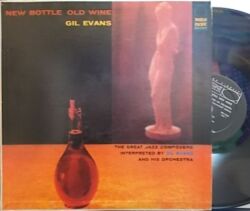 NEW BOTTLE OLD WINE
GIL EVANS
THE GREAT JAZZ COMPOSERS
INTERPRETED BY GIL EVANS
AND HIS ORCHESTRA